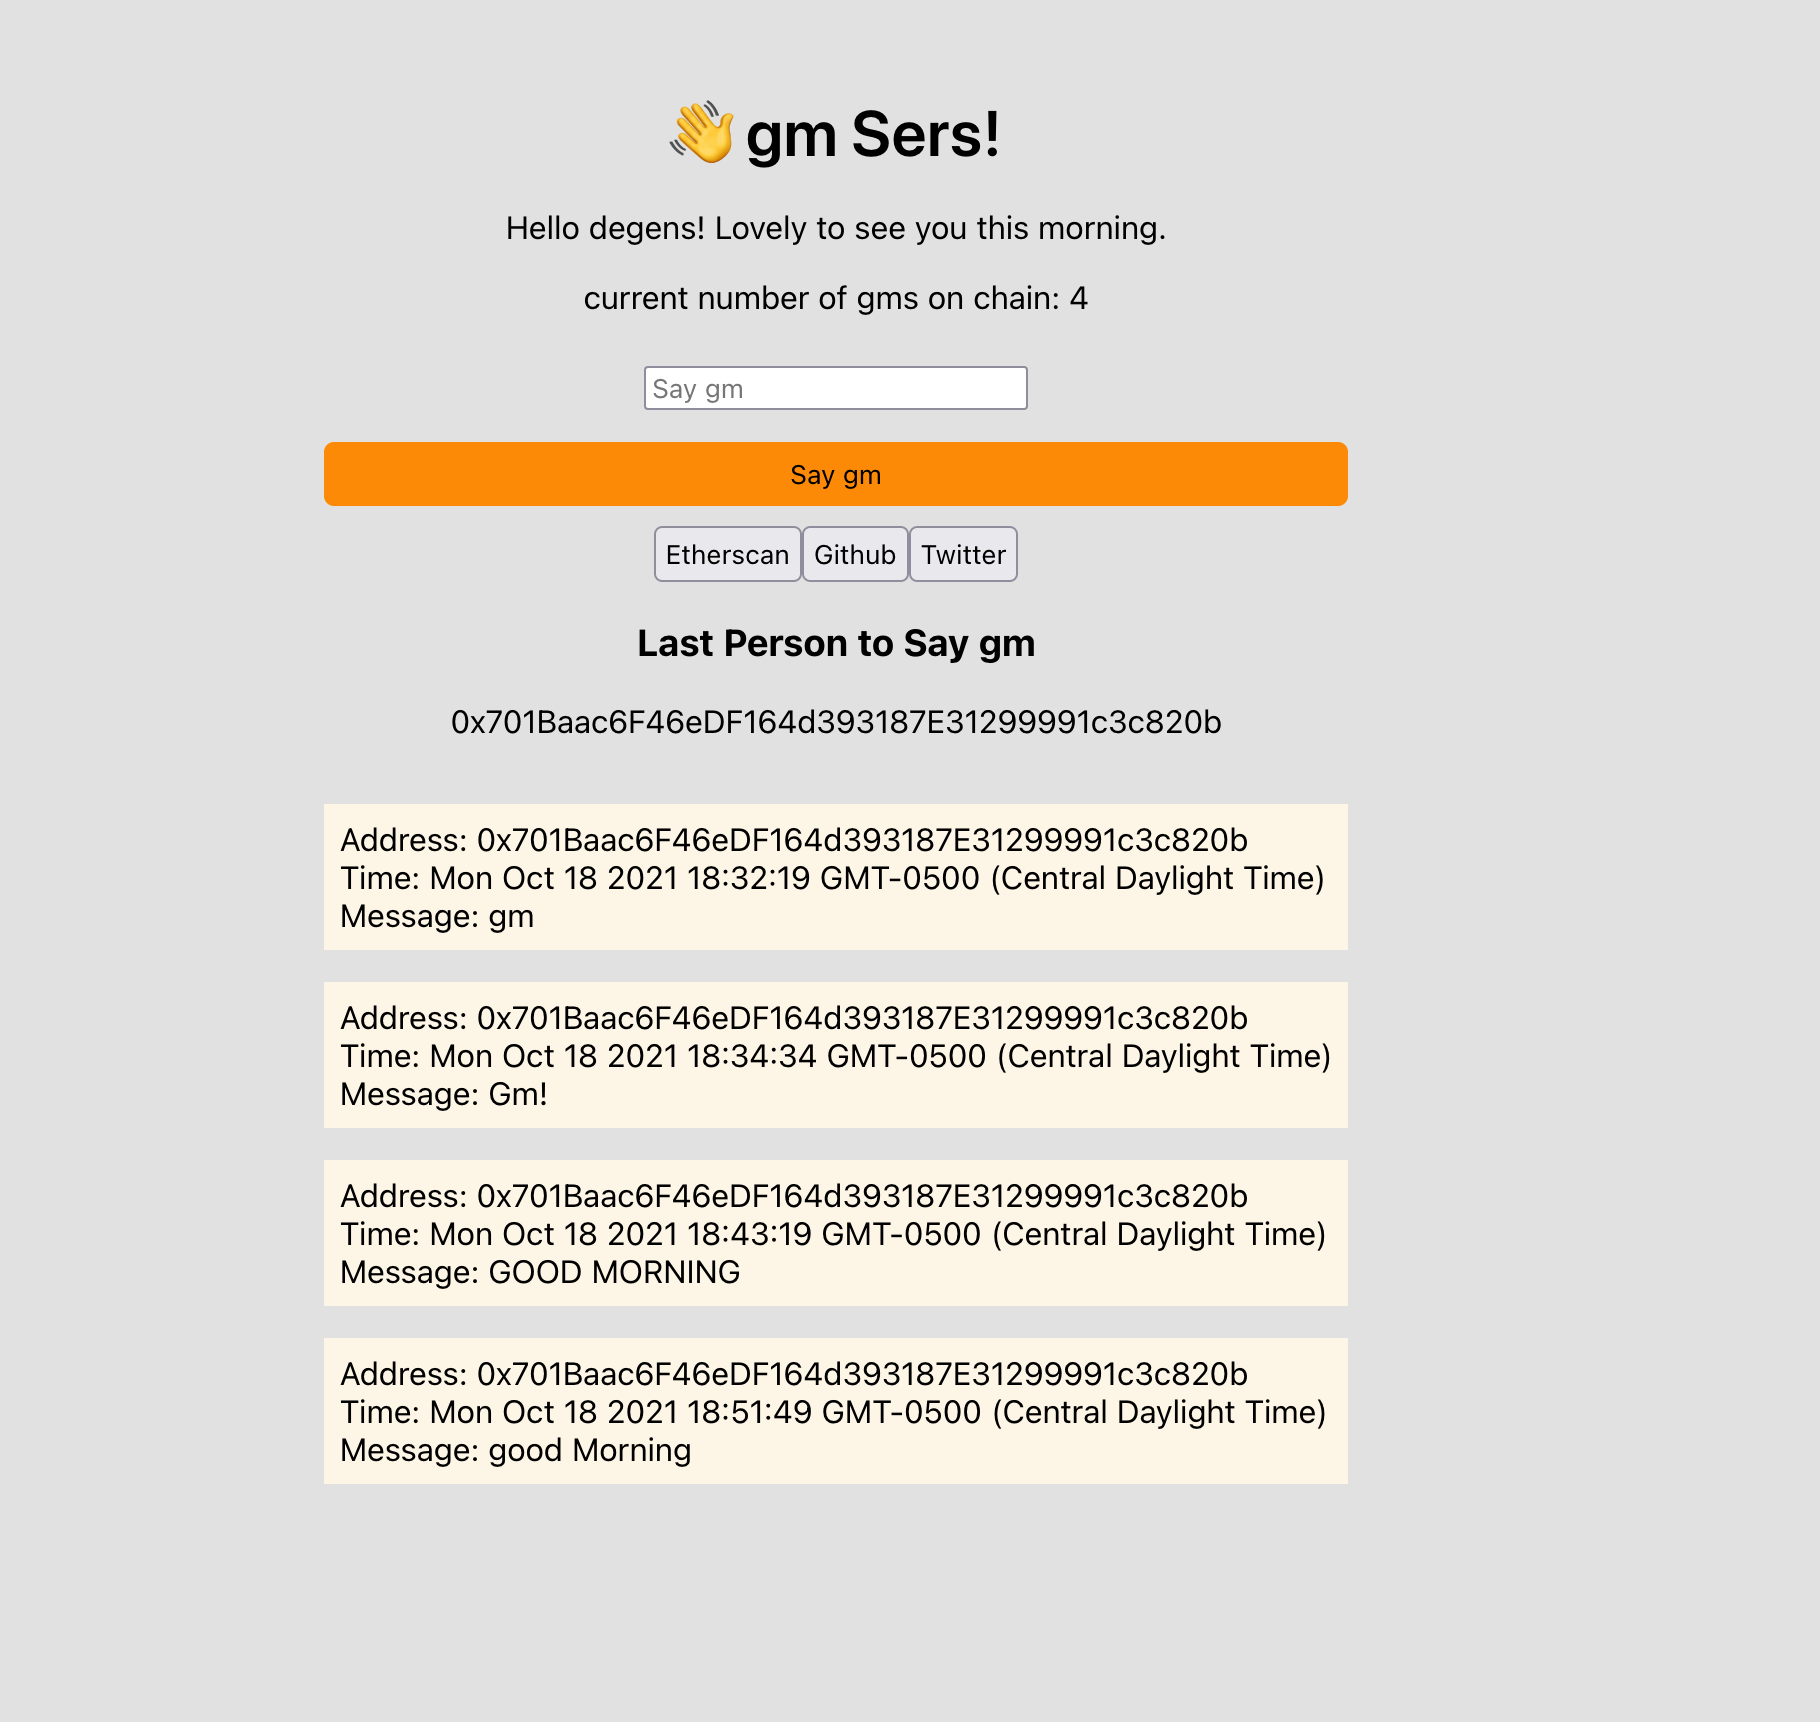 👋 gm Sers!
Hello degens! Lovely to see you this morning.
current number of gms on chain: 4
Say gm
Say gm
Etherscan Github Twitter
Last Person to Say gm
0x701Baac6F46eDF164d393187E31299991c3c820b
Address: 0x701Baac6F46eDF164d393187E31299991c3c820b
Time: Mon Oct 18 2021 18:32:19 GMT-0500 (Central Daylight Time)
Message: gm
Address: 0x701Baac6F46eDF164d393187E31299991c3c820b
Time: Mon Oct 18 2021 18:34:34 GMT-0500 (Central Daylight Time)
Message: Gm!
Address: 0x701Baac6F46eDF164d393187E31299991c3c820b
Time: Mon Oct 18 2021 18:43:19 GMT-0500 (Central Daylight Time)
Message: GOOD MORNING
Address: 0x701Baac6F46eDF164d393187E31299991c3c820b
Time: Mon Oct 18 2021 18:51:49 GMT-0500 (Central Daylight Time)
Message: good Morning